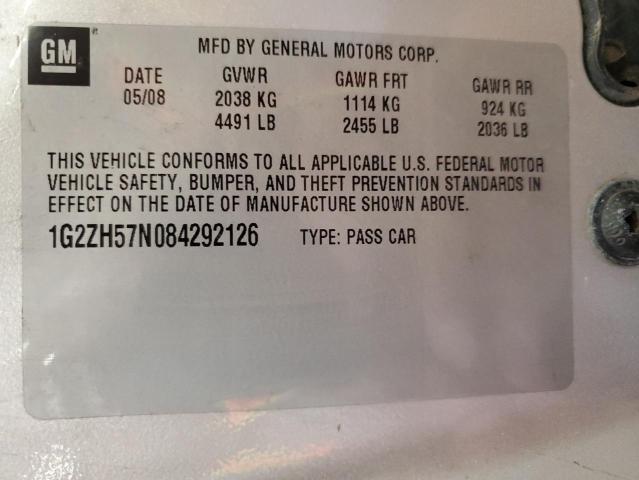 GM
MFD BY GENERAL MOTORS CORP.
DATE GVWR GAWR FRT GAWR RR
05/08 2038 KG 1114 KG 924 KG
4491 LB 2455 LB 2036 LB
THIS VEHICLE CONFORMS TO ALL APPLICABLE U.S. FEDERAL MOTOR
VEHICLE SAFETY, BUMPER, AND THEFT PREVENTION STANDARDS IN
EFFECT ON THE DATE OF MANUFACTURE SHOWN ABOVE.
1G2ZH57N084292126 TYPE: PASS CAR